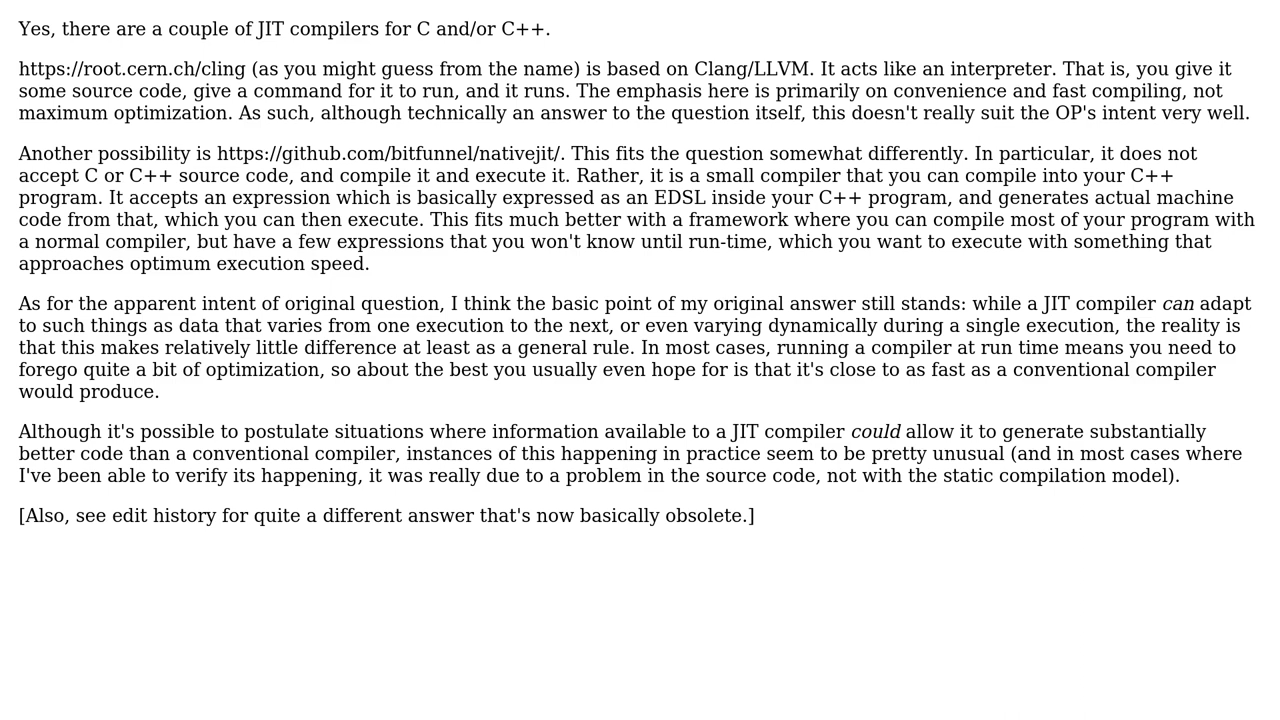 Yes, there are a couple of JIT compilers for C and/or C++.
https://root.cern.ch/cling (as you might guess from the name) is based on Clang/LLVM. It acts like an interpreter. That is, you give it
some source code, give a command for it to run, and it runs. The emphasis here is primarily on convenience and fast compiling, not
maximum optimization. As such, although technically an answer to the question itself, this doesn't really suit the OP's intent very well.
Another possibility is https://github.com/bitfunnel/nativejit/. This fits the question somewhat differently. In particular, it does not
accept C or C++ source code, and compile it and execute it. Rather, it is a small compiler that you can compile into your C++
program. It accepts an expression which is basically expressed as an EDSL inside your C++ program, and generates actual machine
code from that, which you can then execute. This fits much better with a framework where you can compile most of your program with
a normal compiler, but have a few expressions that you won't know until run-time, which you want to execute with something that
approaches optimum execution speed.
As for the apparent intent of original question, I think the basic point of my original answer still stands: while a JIT compiler can adapt
to such things as data that varies from one execution to the next, or even varying dynamically during a single execution, the reality is
that this makes relatively little difference at least as a general rule. In most cases, running a compiler at run time means you need to
forego quite a bit of optimization, so about the best you usually even hope for is that it's close to as fast as a conventional compiler
would produce.
Although it's possible to postulate situations where information available to a JIT compiler could allow it to generate substantially
better code than a conventional compiler, instances of this happening in practice seem to be pretty unusual (and in most cases where
I've been able to verify its happening, it was really due to a problem in the source code, not with the static compilation model).
[Also, see edit history for quite a different answer that's now basically obsolete.]